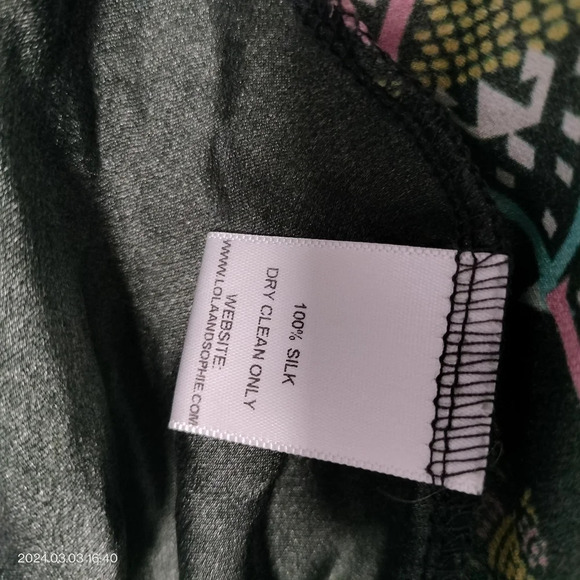 100% SILK
DRY CLEAN ONLY
WEBSITE:
WWW.LOLAANDSOPHIE.COM
2024.03.03 16:40